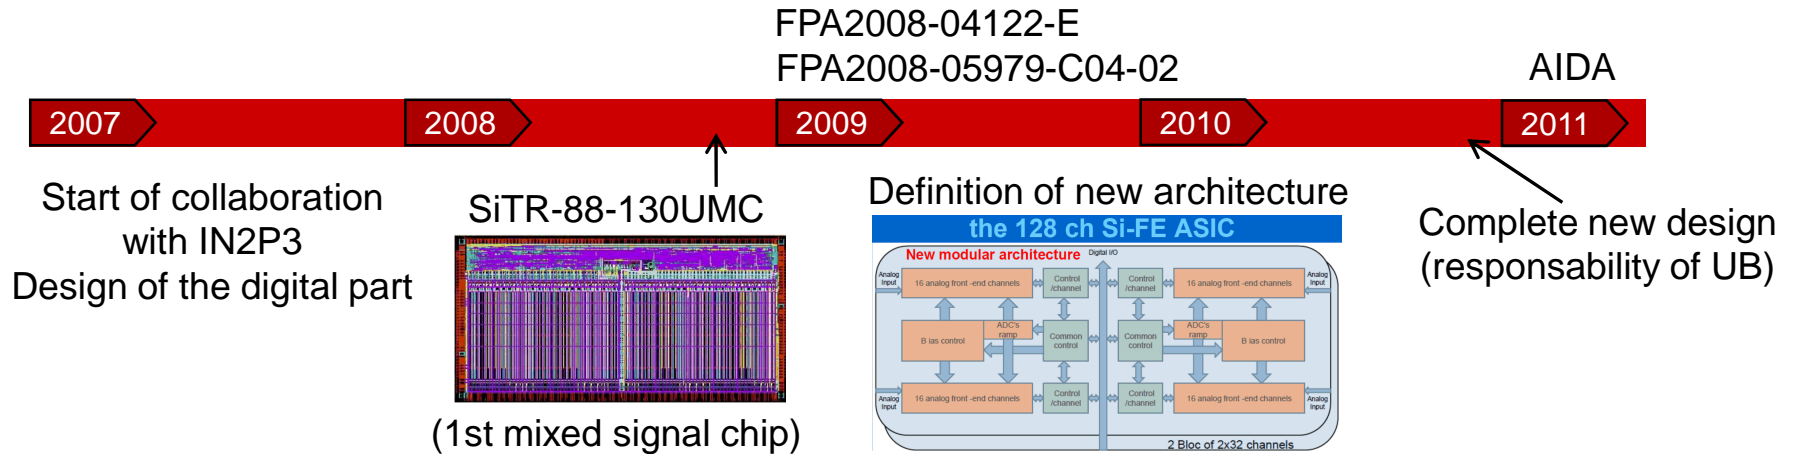 FPA2008-04122-E
FPA2008-05979-C04-02
AIDA
2007
2008
2009
2010
2011
Start of collaboration
with IN2P3
Design of the digital part
SiTR-88-130UMC
(1st mixed signal chip)
Definition of new architecture
the 128 ch Si-FE ASIC
New modular architecture
Digital I/O
Analog
Input
16 analog front -end channels
Control
/channel
Control
/channel
16 analog front -end channels
Analog
Input
B ias control
ADC's
ramp
Common
control
Common
control
ADC's
ramp
B ias control
Analog
Input
16 analog front -end channels
Control
/channel
Control
/channel
16 analog front -end channels
Analog
Input
2 Bloc of 2x32 channels
Complete new design
(responsability of UB)